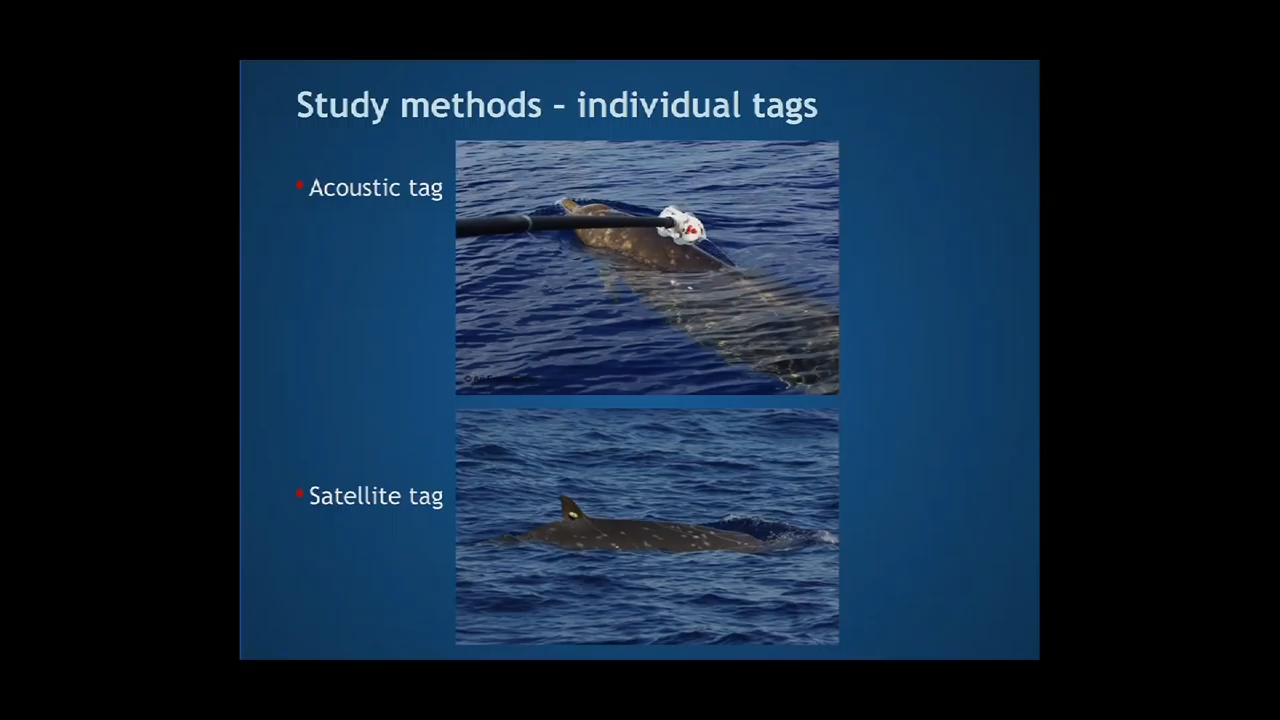 Study methods – individual tags
• Acoustic tag
• Satellite tag